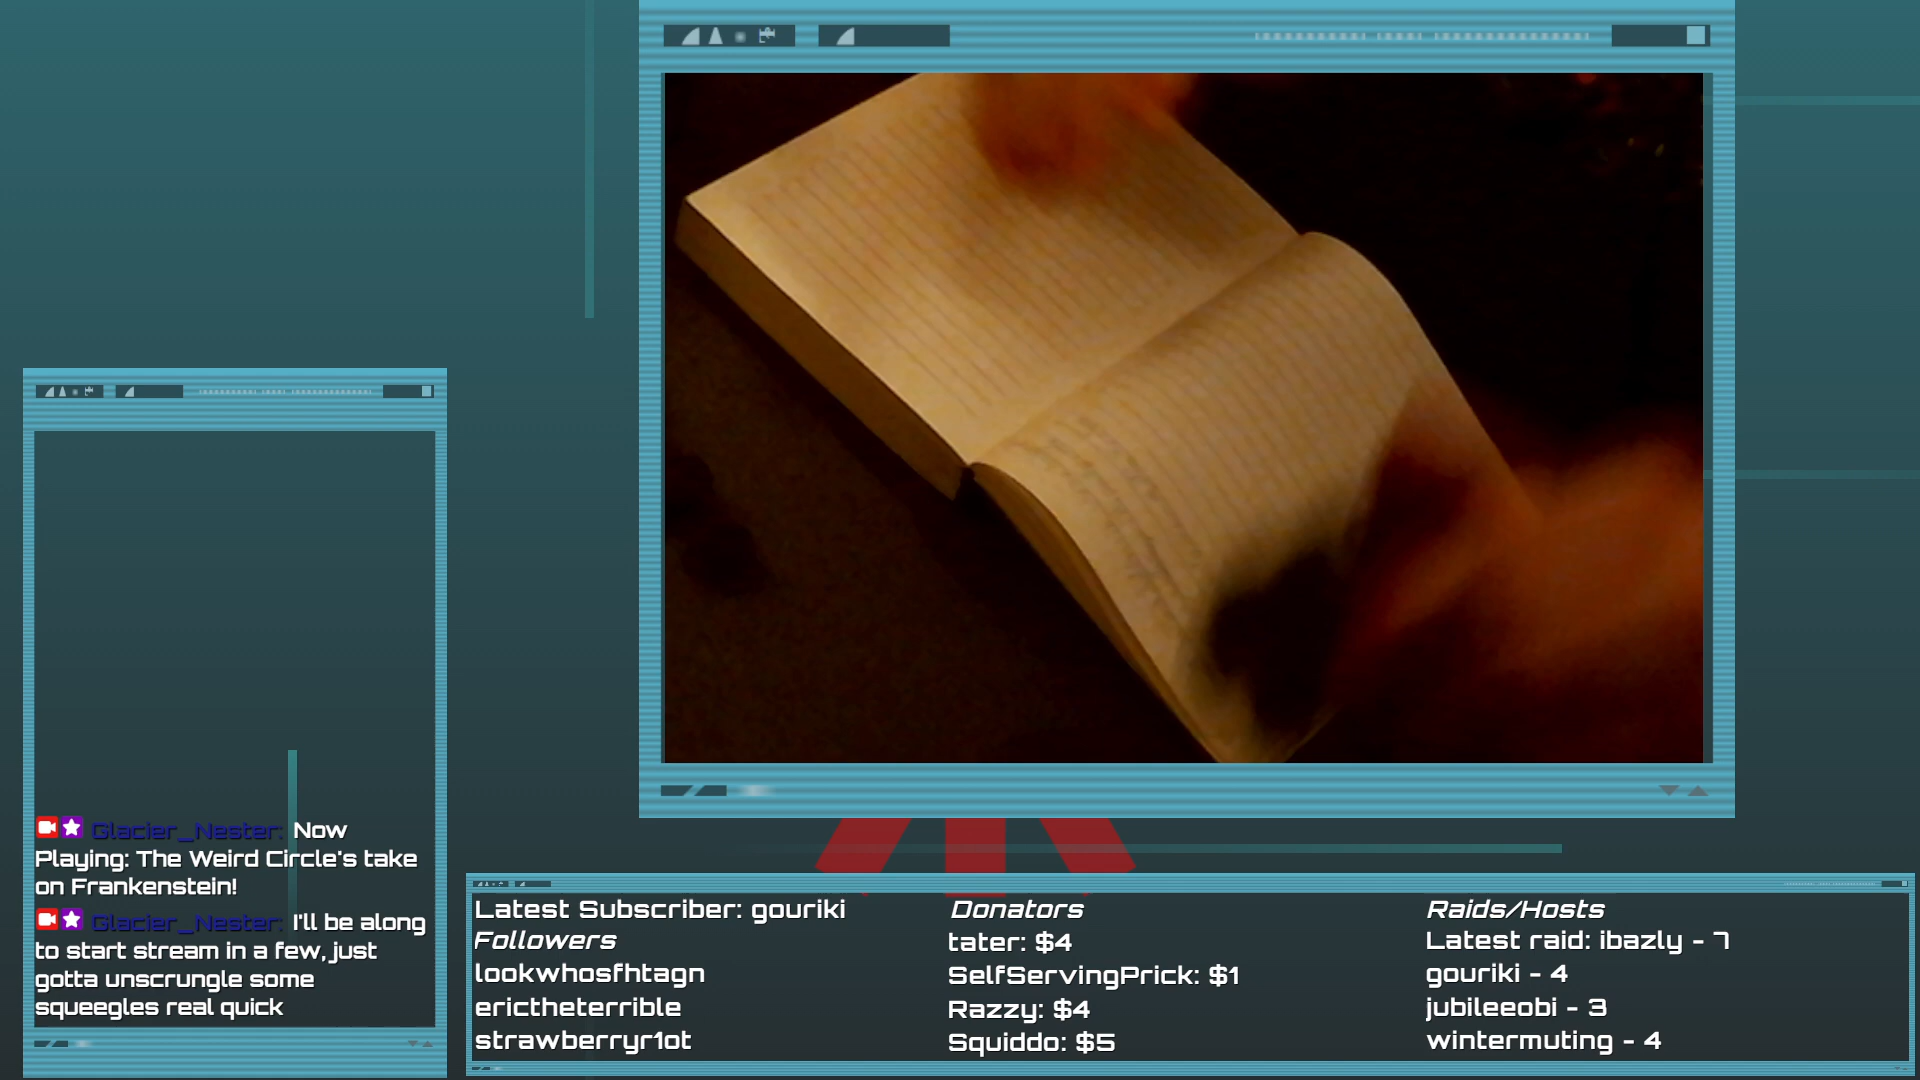 Glacier_Nester: Now
Playing: The Weird Circle's take
on Frankenstein!
Glacier_Nester: I'll be along
to start stream in a few, just
gotta unscrungle some
squeegles real quick
Latest Subscriber: gouriki
Followers
lookwhosfhtagn
erictheterrible
strawberryr1ot
Donators
tater: $4
SelfServingPrick: $1
Razzy: $4
Squiddo: $5
Raids/Hosts
Latest raid: ibazly - 7
gouriki - 4
jubileeobi - 3
wintermuting - 4